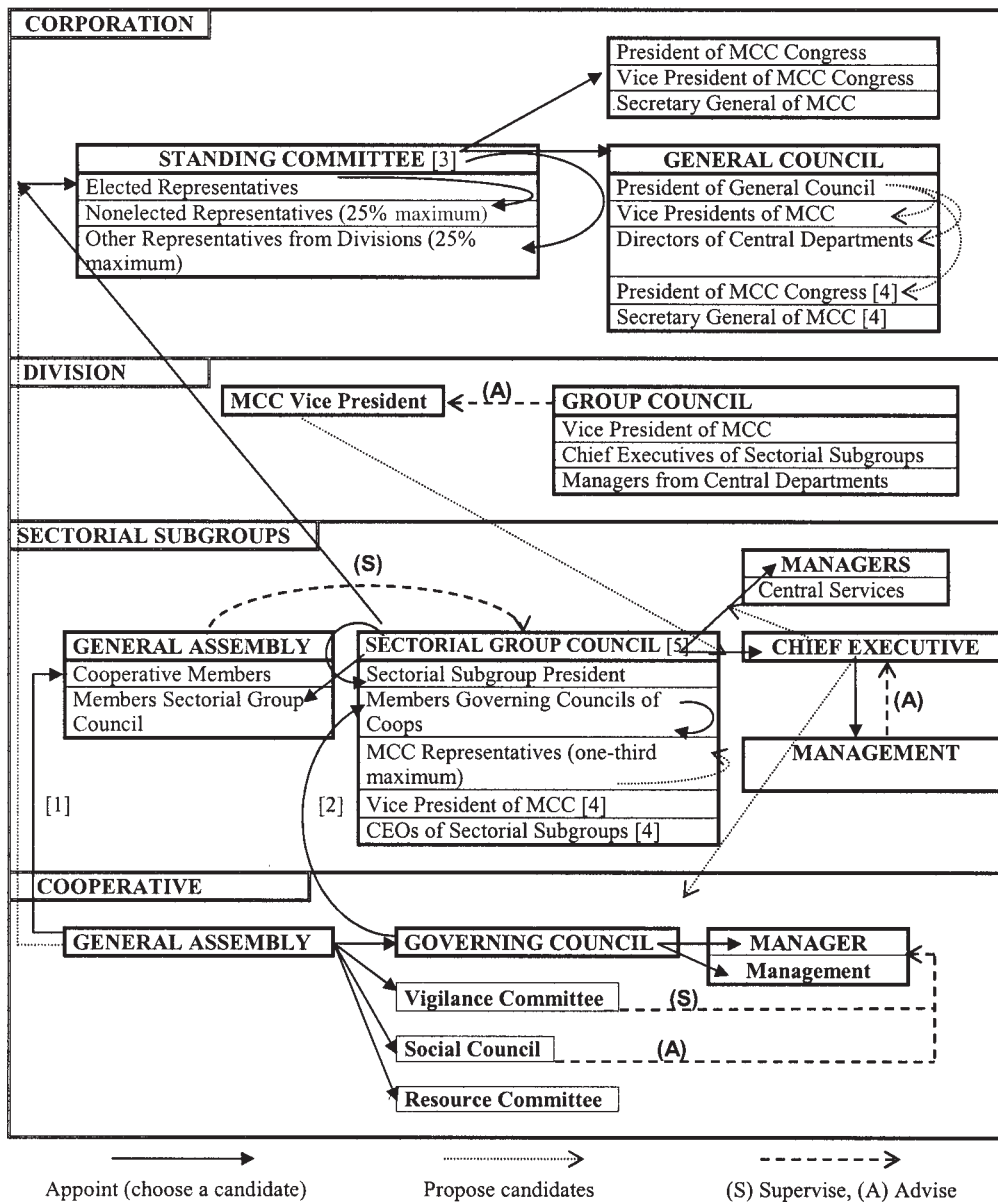 CORPORATION
President of MCC Congress
Vice President of MCC Congress
Secretary General of MCC
STANDING COMMITTEE [3]
Elected Representatives
Nonelected Representatives (25% maximum)
Other Representatives from Divisions (25%
maximum)
GENERAL COUNCIL
President of General Council
Vice Presidents of MCC
Directors of Central Departments
President of MCC Congress [4]
Secretary General of MCC [4]
DIVISION
MCC Vice President
(A)
GROUP COUNCIL
Vice President of MCC
Chief Executives of Sectorial Subgroups
Managers from Central Departments
SECTORIAL SUBGROUPS
(S)
MANAGERS
Central Services
GENERAL ASSEMBLY
Cooperative Members
Members Sectorial Group
Council
SECTORIAL GROUP COUNCIL [5]
Sectorial Subgroup President
Members Governing Councils of
Coops
MCC Representatives (one-third
maximum)
Vice President of MCC [4]
CEOs of Sectorial Subgroups [4]
CHIEF EXECUTIVE
(A)
MANAGEMENT
[1]
[2]
COOPERATIVE
GENERAL ASSEMBLY
GOVERNING COUNCIL
MANAGER
Management
Vigilance Committee
(S)
Social Council
(A)
Resource Committee
Appoint (choose a candidate)
Propose candidates
(S) Supervise, (A) Advise